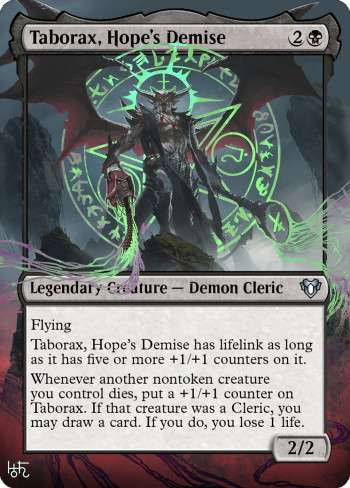 Taborax, Hope's Demise 2
Legendary Creature — Demon Cleric
Flying
Taborax, Hope's Demise has lifelink as long
as it has five or more +1/+1 counters on it.
Whenever another nontoken creature
you control dies, put a +1/+1 counter on
Taborax. If that creature was a Cleric, you
may draw a card. If you do, you lose 1 life.
2/2